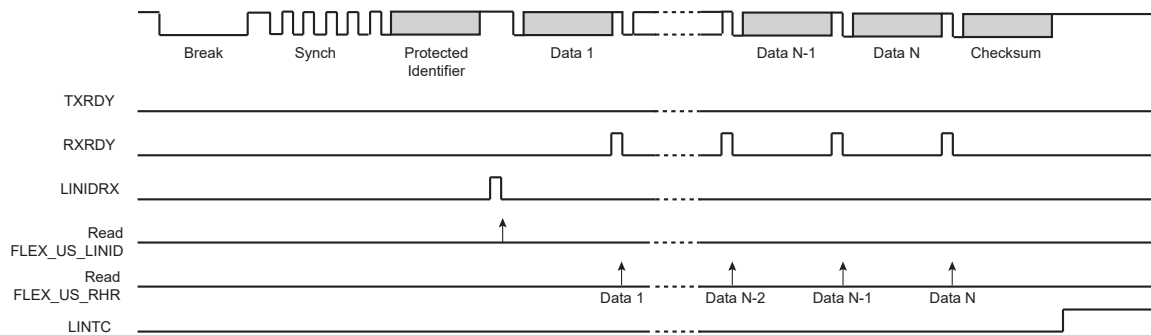 Break Synch Protected Identifier Data 1 Data N-1 Data N Checksum
TXRDY
RXRDY
LINIDRX
Read
FLEX_US_LINID
Read
FLEX_US_RHR
Data 1 Data N-2 Data N-1 Data N
LINTC